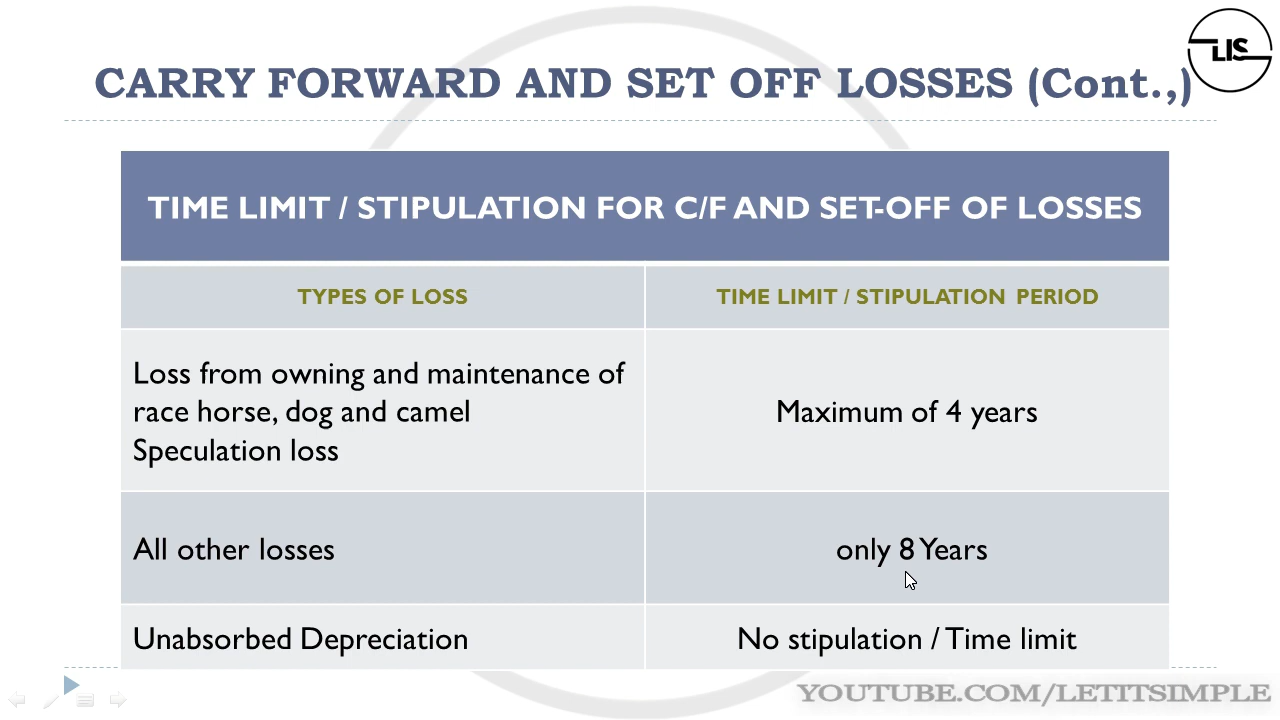 LIS
CARRY FORWARD AND SET OFF LOSSES (Cont.,)
TIME LIMIT / STIPULATION FOR C/F AND SET-OFF OF LOSSES
TYPES OF LOSS
TIME LIMIT / STIPULATION PERIOD
Loss from owning and maintenance of
race horse, dog and camel
Speculation loss
Maximum of 4 years
All other losses
only 8 Years
Unabsorbed Depreciation
No stipulation / Time limit
YOUTUBE.COM/LETITSIMPLE